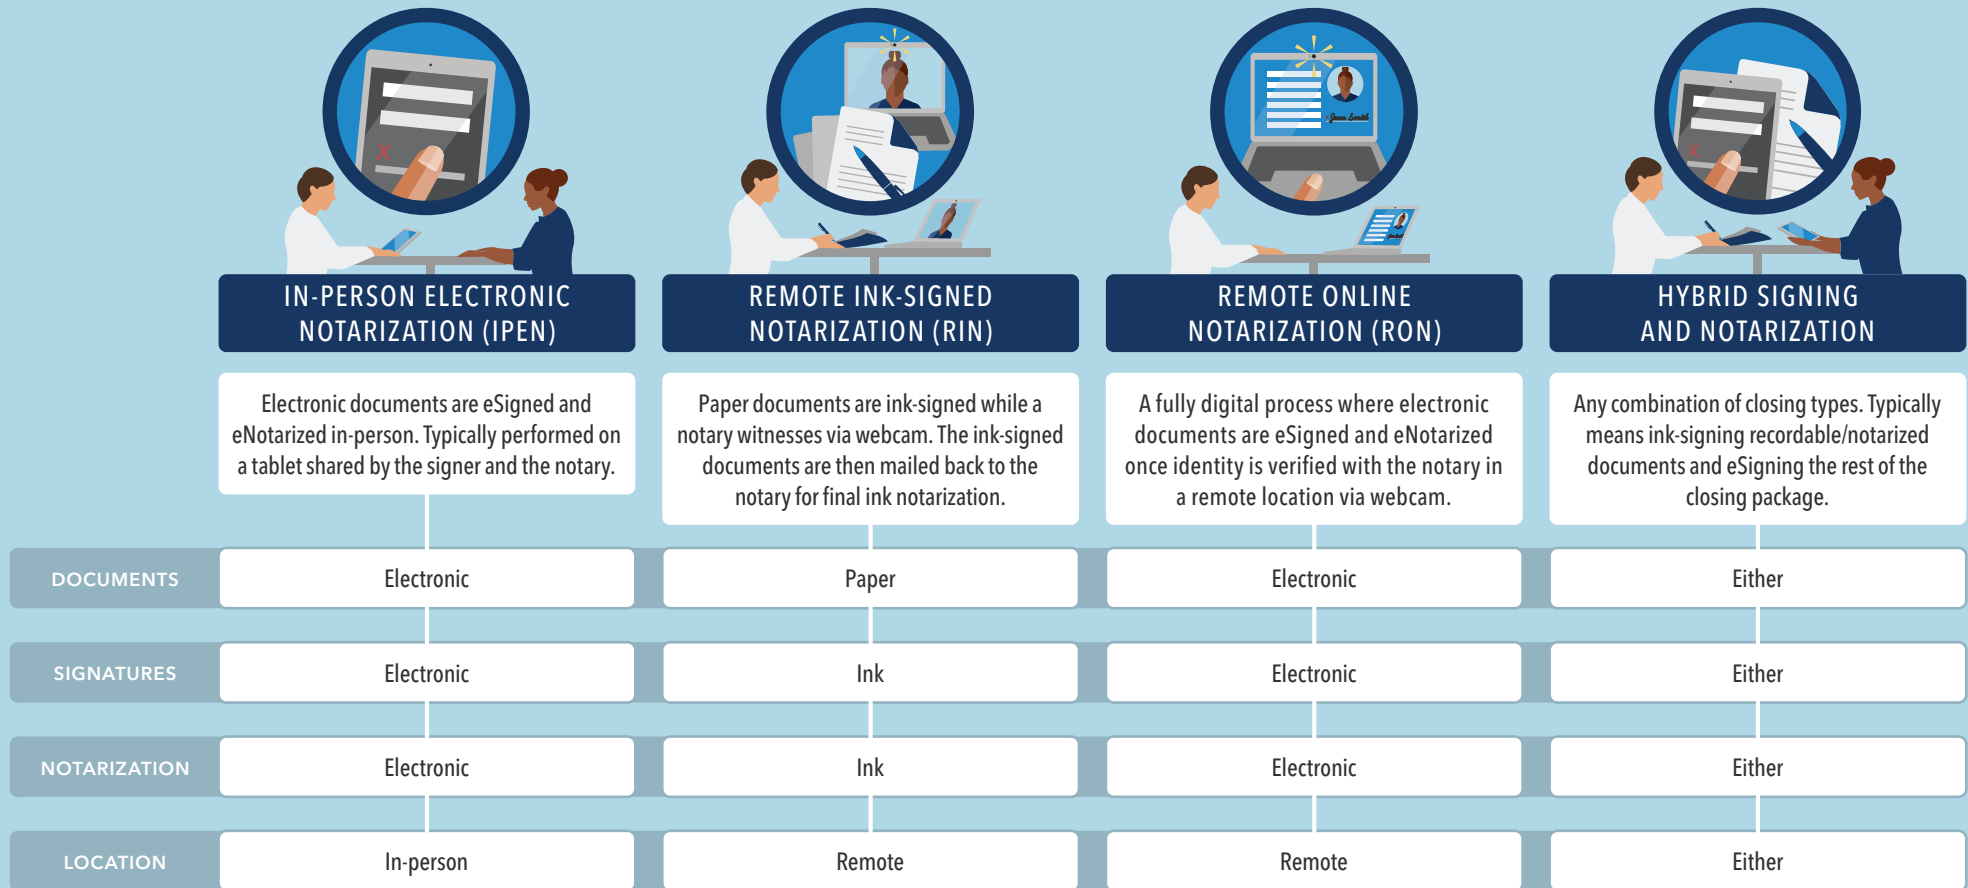 Jane Smith
IN-PERSON ELECTRONIC
NOTARIZATION (IPEN)
REMOTE INK-SIGNED
NOTARIZATION (RIN)
REMOTE ONLINE
NOTARIZATION (RON)
HYBRID SIGNING
AND NOTARIZATION
Electronic documents are eSigned and
eNotarized in-person. Typically performed on
a tablet shared by the signer and the notary.
Paper documents are ink-signed while a
notary witnesses via webcam. The ink-signed
documents are then mailed back to the
notary for final ink notarization.
A fully digital process where electronic
documents are eSigned and eNotarized
once identity is verified with the notary in
a remote location via webcam.
Any combination of closing types. Typically
means ink-signing recordable/notarized
documents and eSigning the rest of the
closing package.
DOCUMENTS
Electronic
Paper
Electronic
Either
SIGNATURES
Electronic
Ink
Electronic
Either
NOTARIZATION
Electronic
Ink
Electronic
Either
LOCATION
In-person
Remote
Remote
Either